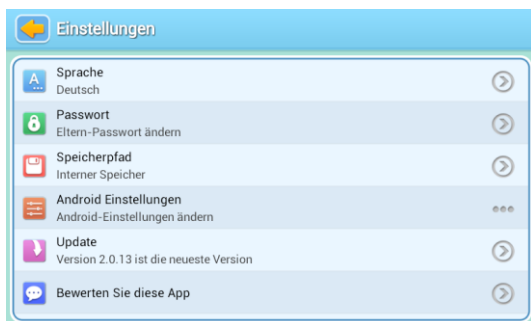 Einstellungen
Sprache
Deutsch
Passwort
Eltern-Passwort ändern
Speicherpfad
Interner Speicher
Android Einstellungen
Android-Einstellungen ändern
Update
Version 2.0.13 ist die neueste Version
Bewerten Sie diese App